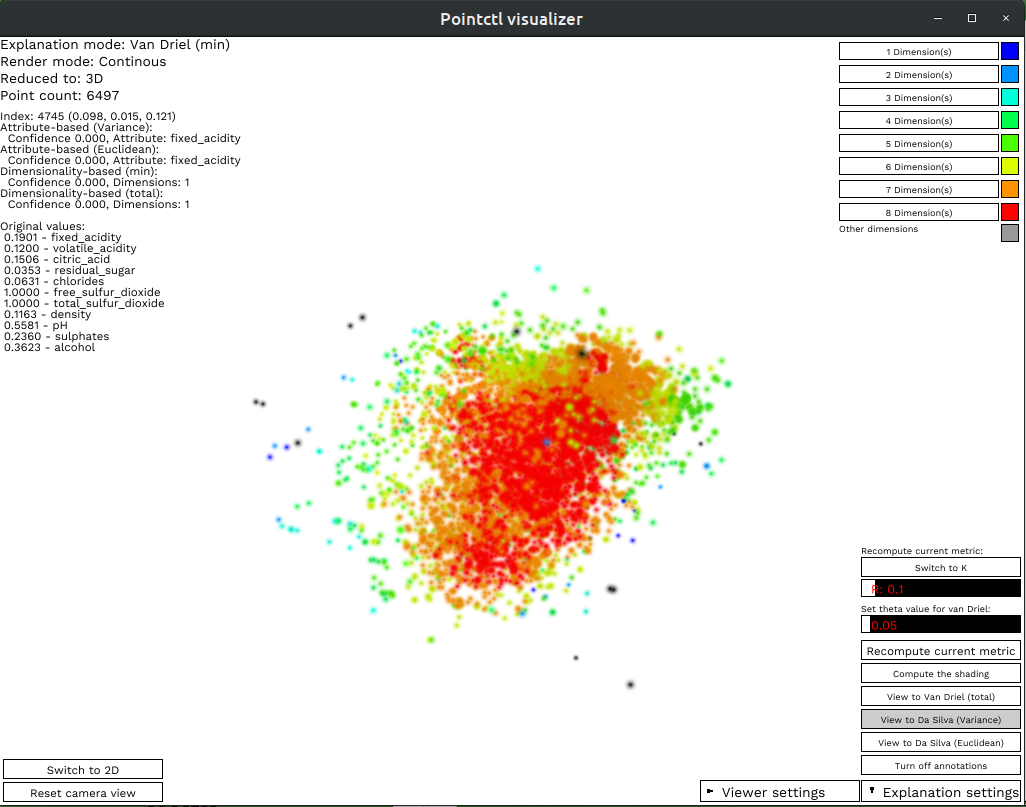 Pointctl visualizer
Explanation mode: Van Driel (min)
Render mode: Continous
Reduced to: 3D
Point count: 6497
Index: 4745 (0.098, 0.015, 0.121)
Attribute-based (Variance):
Confidence 0.000, Attribute: fixed_acidity
Attribute-based (Euclidean):
Confidence 0.000, Attribute: fixed_acidity
Dimensionality-based (min):
Confidence 0.000, Dimensions: 1
Dimensionality-based (total):
Confidence 0.000, Dimensions: 1
Original values:
0.1901 - fixed_acidity
0.1200 - volatile_acidity
0.1506 - citric_acid
0.0353 - residual_sugar
0.0631 - chlorides
1.0000 - free_sulfur_dioxide
1.0000 - total_sulfur_dioxide
0.1163 - density
0.5581 - pH
0.2360 - sulphates
0.3623 - alcohol
1 Dimension(s)
2 Dimension(s)
3 Dimension(s)
4 Dimension(s)
5 Dimension(s)
6 Dimension(s)
7 Dimension(s)
8 Dimension(s)
Other dimensions
Recompute current metric:
Switch to K
R: 0.1
Set theta value for van Driel:
0.05
Recompute current metric
Compute the shading
View to Van Driel (total)
View to Da Silva (Variance)
View to Da Silva (Euclidean)
Turn off annotations
Switch to 2D
Reset camera view
Viewer settings
Explanation settings